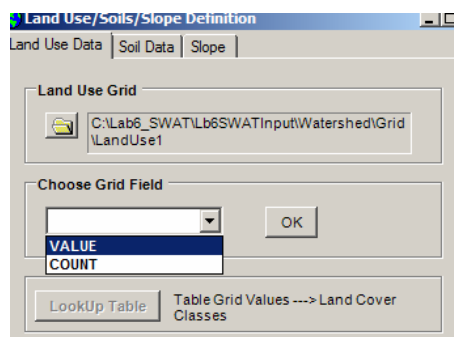 Land Use/Soils/Slope Definition
Land Use Data Soil Data Slope
Land Use Grid
C:\Lab6_SWAT\Lb6SWATInput\Watershed\Grid
\LandUse1
Choose Grid Field
OK
VALUE
COUNT
LookUp Table Table Grid Values ---> Land Cover
Classes